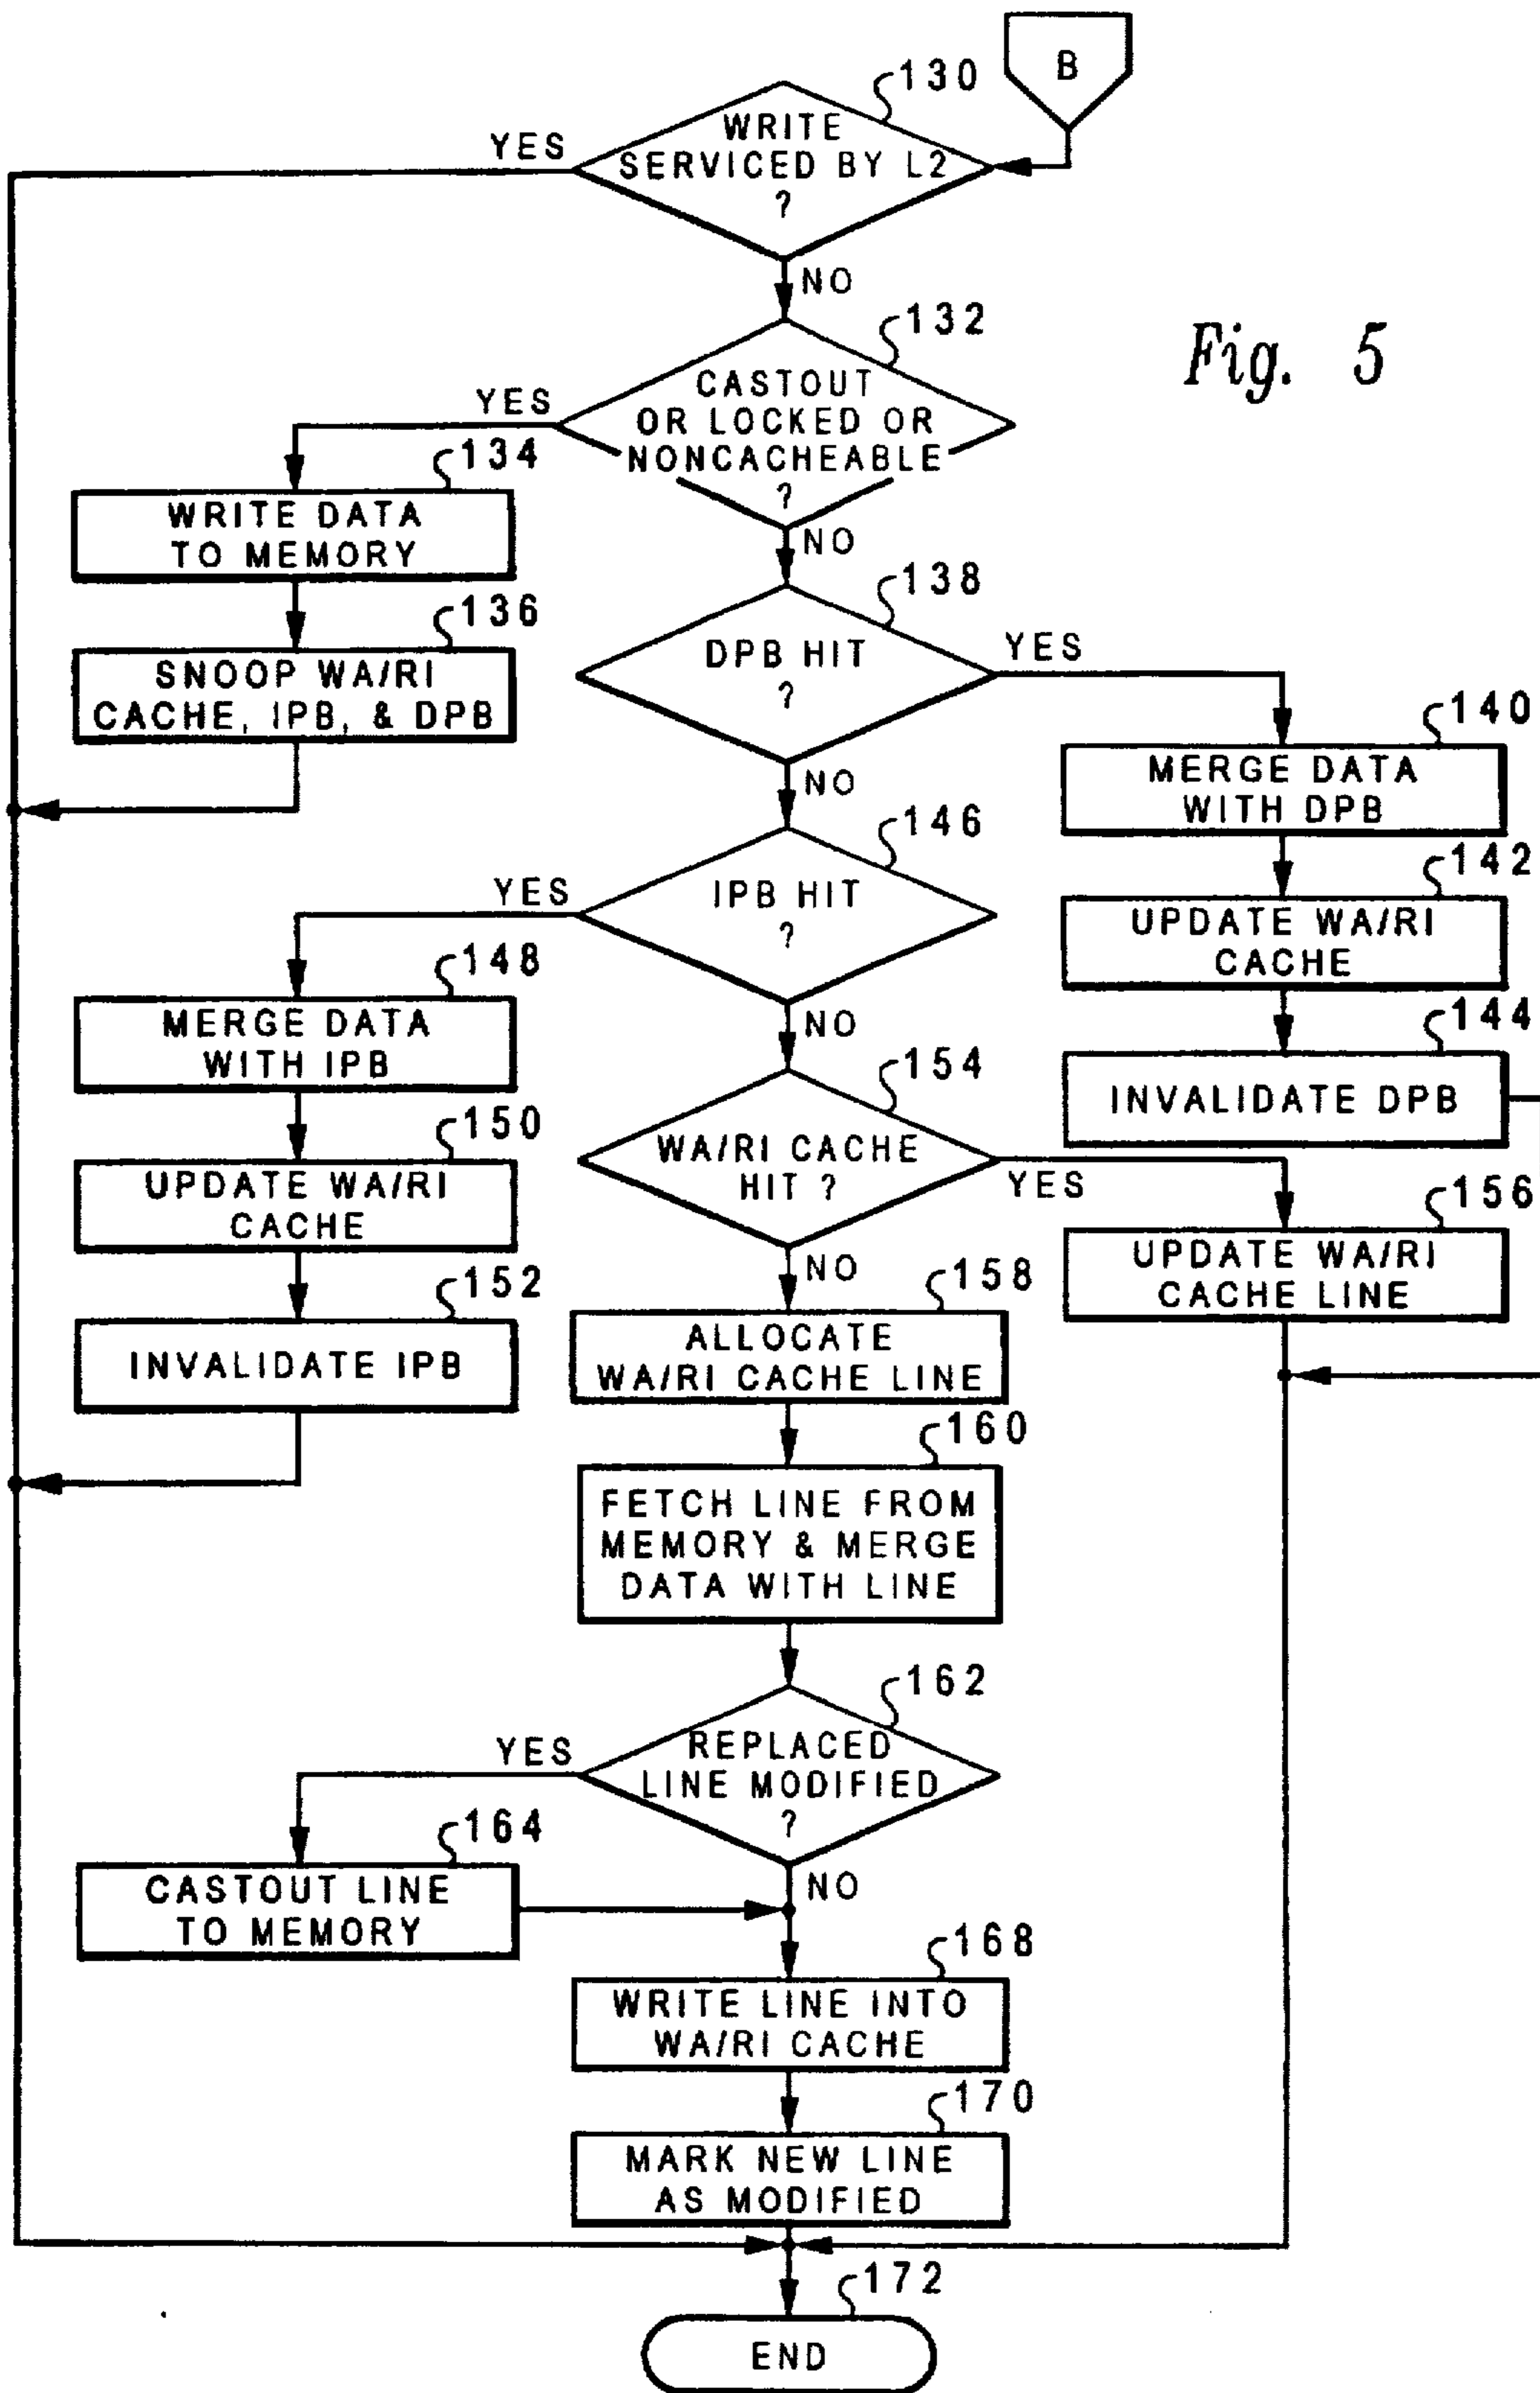 B
130
WRITE
SERVICED BY L2
?
YES
NO
Fig. 5
132
CASTOUT
OR LOCKED OR
NONCACHEABLE
?
YES
NO
134
WRITE DATA
TO MEMORY
136
SNOOP WA/RI
CACHE, IPB, & DPB
138
DPB HIT
?
YES
NO
140
MERGE DATA
WITH DPB
142
UPDATE WA/RI
CACHE
144
INVALIDATE DPB
146
IPB HIT
?
YES
NO
148
MERGE DATA
WITH IPB
150
UPDATE WA/RI
CACHE
152
INVALIDATE IPB
154
WA/RI CACHE
HIT ?
YES
NO
156
UPDATE WA/RI
CACHE LINE
158
ALLOCATE
WA/RI CACHE LINE
160
FETCH LINE FROM
MEMORY & MERGE
DATA WITH LINE
162
REPLACED
LINE MODIFIED
?
YES
NO
164
CASTOUT LINE
TO MEMORY
168
WRITE LINE INTO
WA/RI CACHE
170
MARK NEW LINE
AS MODIFIED
172
END